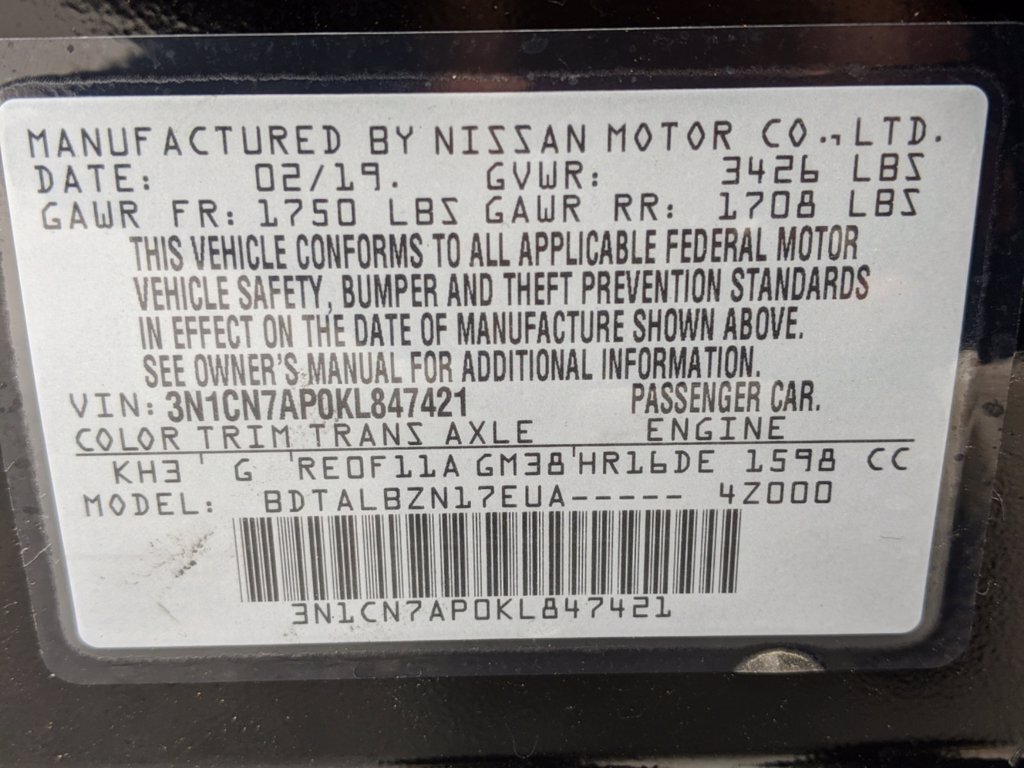 MANUFACTURED BY NISSAN MOTOR CO., LTD.
DATE: 02/19. GVWR: 3426 LBS
GAWR FR: 1750 LBS GAWR RR: 1708 LBS
THIS VEHICLE CONFORMS TO ALL APPLICABLE FEDERAL MOTOR
VEHICLE SAFETY, BUMPER AND THEFT PREVENTION STANDARDS
IN EFFECT ON THE DATE OF MANUFACTURE SHOWN ABOVE.
SEE OWNER'S MANUAL FOR ADDITIONAL INFORMATION.
VIN: 3N1CN7AP0KL847421 PASSENGER CAR.
COLOR TRIM TRANS AXLE ENGINE
KH3 ' G 'RE0F11A GM38'HR16DE 1598 CC
MODEL: BDTALBZN17EUA----- 4Z000
3N1CN7AP0KL847421